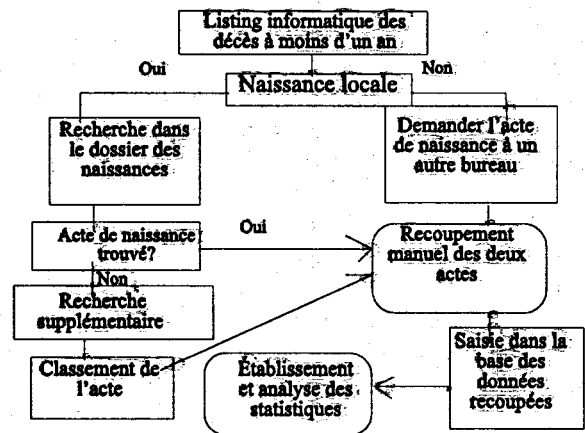 Listing informatique des
décès à moins d'un an
Oui
Non
Naissance locale
Recherche dans
le dossier des
naissances
Demander l'acte
de naissance à un
autre bureau
Acte de naissance
trouvé?
Oui
Recoupement
manuel des deux
actes
Non
Recherche
supplémentaire
Classement de
l'acte
Établissement
et analyse des
statistiques
Saisie dans la
base des
données
recoupées